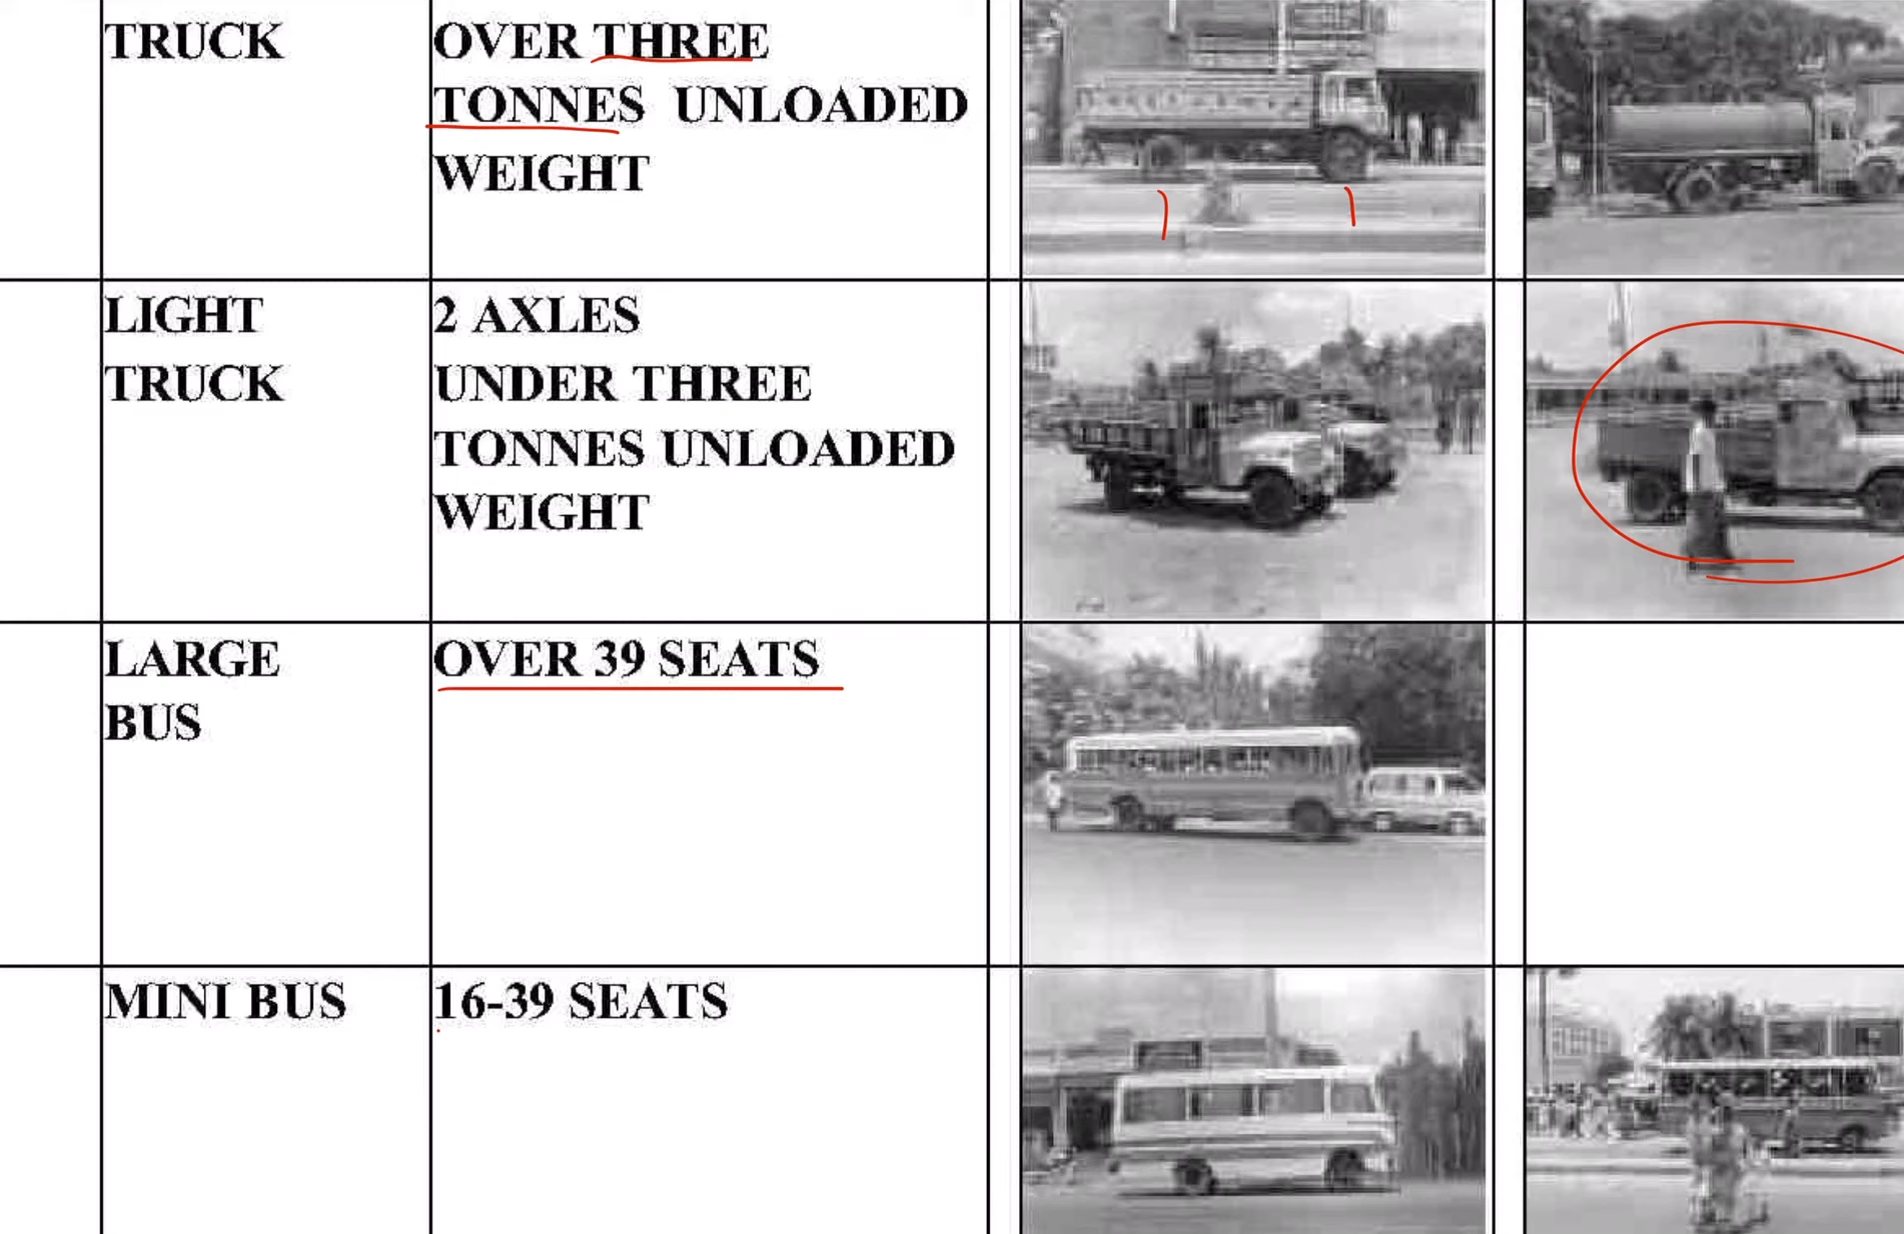 TRUCK
OVER THREE
TONNES UNLOADED
WEIGHT
LIGHT
TRUCK
2 AXLES
UNDER THREE
TONNES UNLOADED
WEIGHT
LARGE
BUS
OVER 39 SEATS
MINI BUS
16-39 SEATS